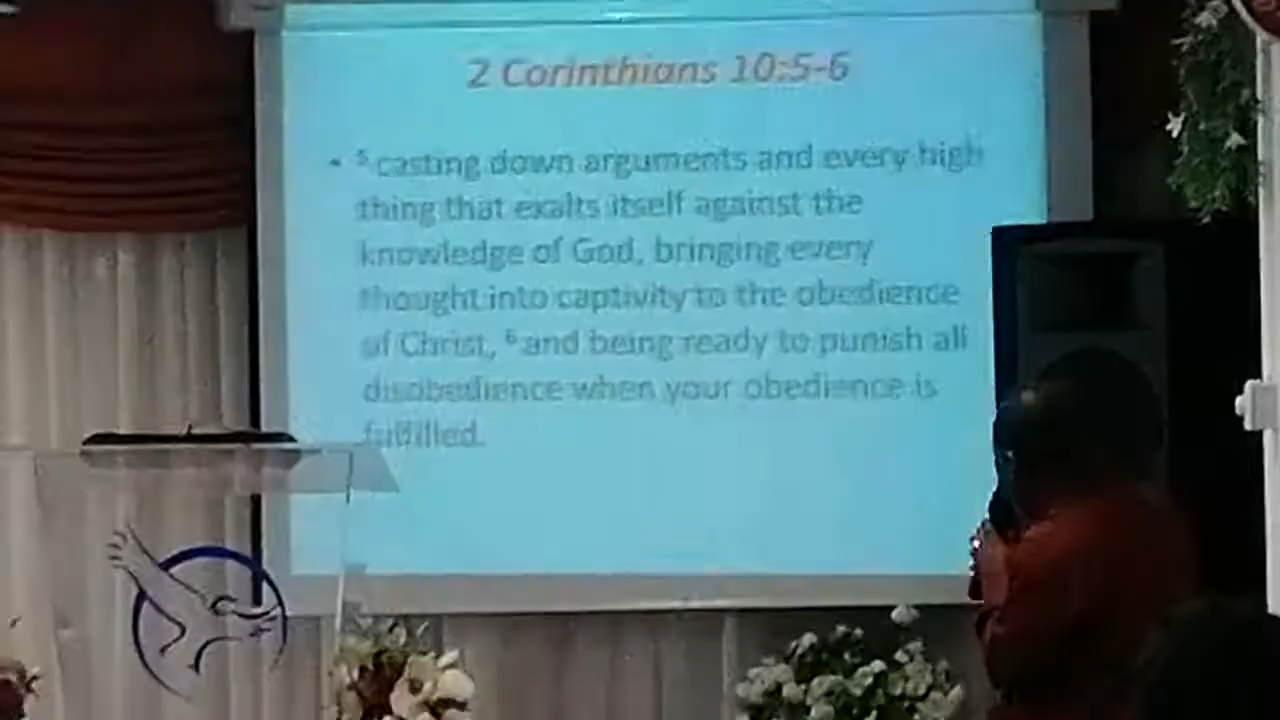 2 Corinthians 10:5-6
• ⁵ casting down arguments and every high
thing that exalts itself against the
knowledge of God, bringing every
thought into captivity to the obedience
of Christ, ⁶ and being ready to punish all
disobedience when your obedience is
fulfilled.